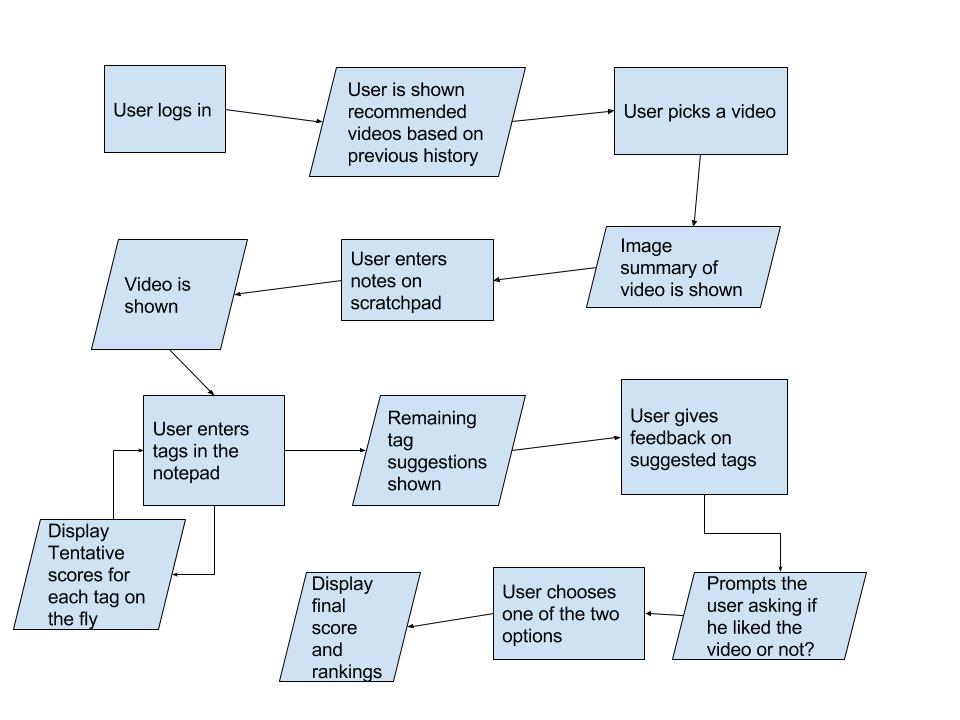 User logs in
User is shown
recommended
videos based on
previous history
User picks a video
Image
summary of
video is shown
User enters
notes on
scratchpad
Video is
shown
User enters
tags in the
notepad
Display
Tentative
scores for
each tag on
the fly
Remaining
tag
suggestions
shown
User gives
feedback on
suggested tags
Prompts the
user asking if
he liked the
video or not?
User chooses
one of the two
options
Display
final
score
and
rankings